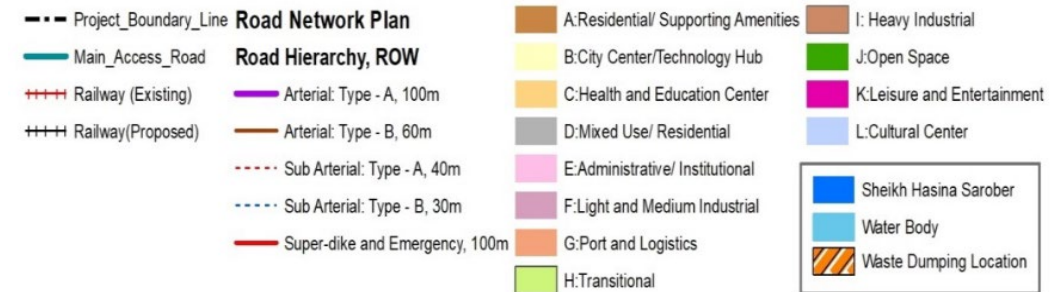 Project_Boundary_Line
Main_Access_Road
Railway (Existing)
Railway(Proposed)
Road Network Plan
Road Hierarchy, ROW
Arterial: Type - A, 100m
Arterial: Type - B, 60m
Sub Arterial: Type - A, 40m
Sub Arterial: Type - B, 30m
Super-dike and Emergency, 100m
A:Residential/ Supporting Amenities
B:City Center/Technology Hub
C:Health and Education Center
D:Mixed Use/ Residential
E:Administrative/ Institutional
F:Light and Medium Industrial
G:Port and Logistics
H:Transitional
I: Heavy Industrial
J:Open Space
K:Leisure and Entertainment
L:Cultural Center
Sheikh Hasina Sarober
Water Body
Waste Dumping Location